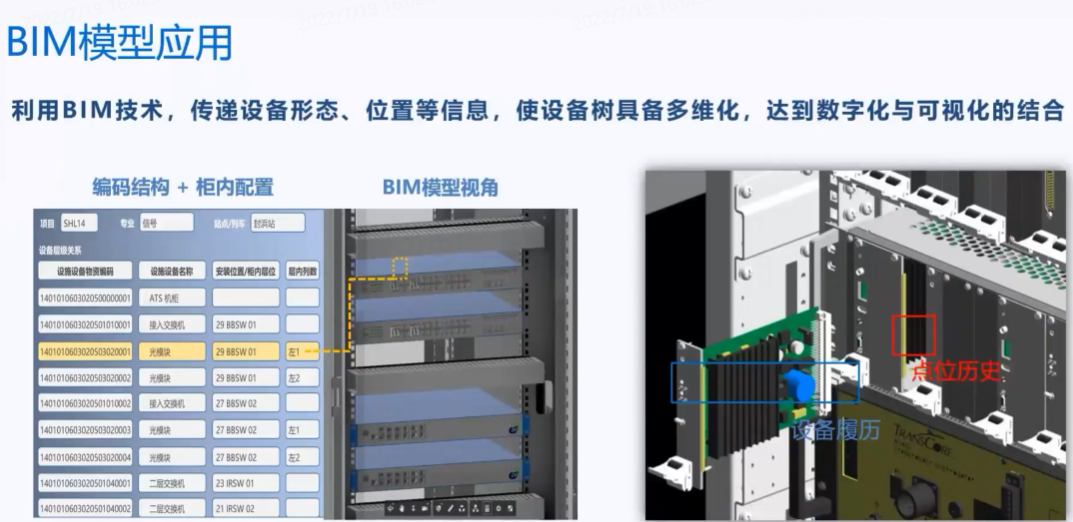 BIM模型应用
利用BIM技术，传递设备形态、位置等信息，使设备树具备多维化，达到数字化与可视化的结合
编码结构 + 柜内配置
BIM模型视角
项目 SHL14 专业 信号 站点/列车 封浜站
设备层级关系
设施设备物资编码 设施设备名称 安装位置/柜内层位 层内列数
1401010603020500000001 ATS 机柜
1401010603020501010001 接入交换机 29 BBSW 01
1401010603020503020001 光模块 29 BBSW 01 左1
1401010603020503020002 光模块 29 BBSW 01 左2
1401010603020501010002 接入交换机 27 BBSW 02
1401010603020503020003 光模块 27 BBSW 02 左1
1401010603020503020004 光模块 27 BBSW 02 左2
1401010603020501040001 二层交换机 23 IRSW 01
1401010603020501040002 二层交换机 21 IRSW 02
点位历史
设备履历
TRANSCORE